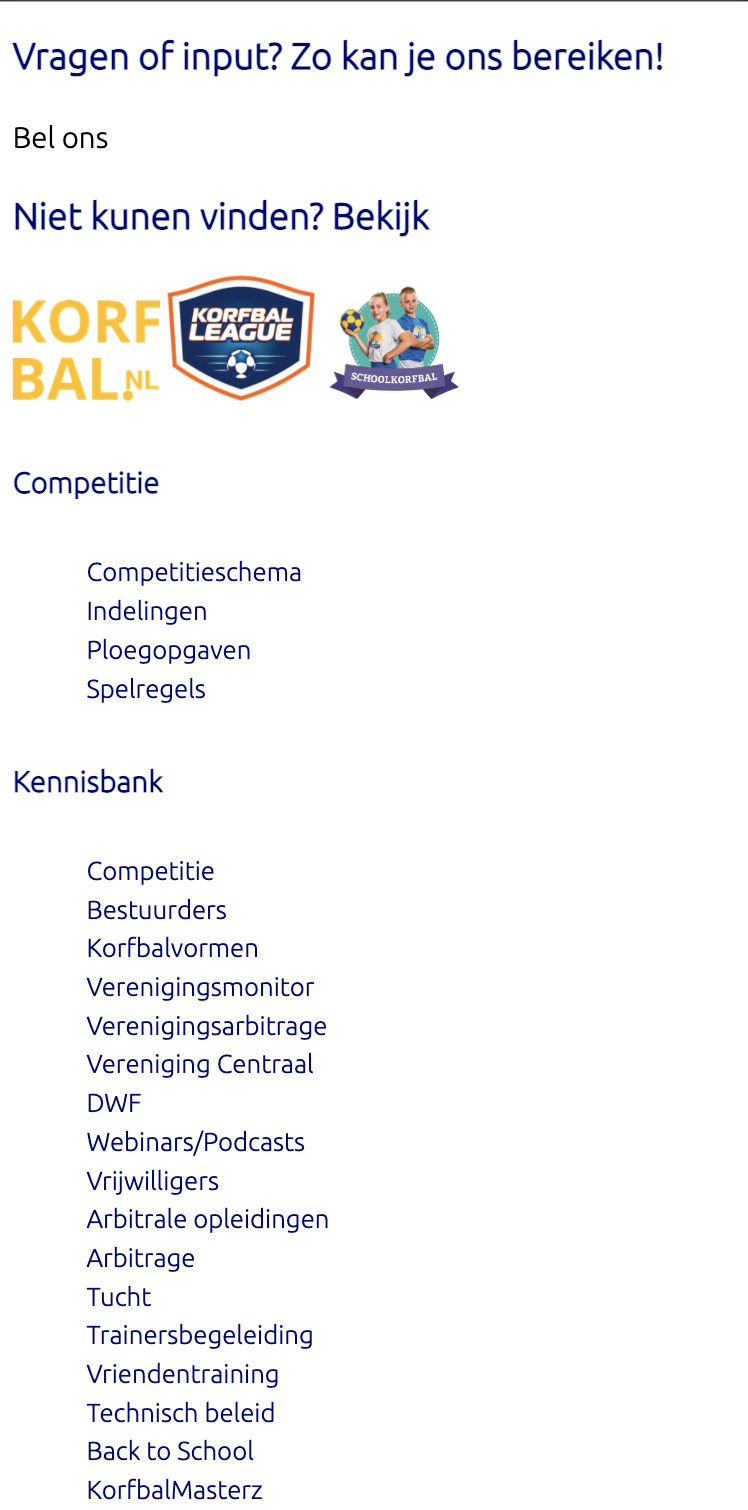 Vragen of input? Zo kan je ons bereiken!
Bel ons
Niet kunen vinden? Bekijk
KORF
BAL.NL
KORFBAL
LEAGUE
SCHOOLKORFBAL
Competitie
Competitieschema
Indelingen
Ploegopgaven
Spelregels
Kennisbank
Competitie
Bestuurders
Korfbalvormen
Verenigingsmonitor
Verenigingsarbitrage
Vereniging Centraal
DWF
Webinars/Podcasts
Vrijwilligers
Arbitrale opleidingen
Arbitrage
Tucht
Trainersbegeleiding
Vriendentraining
Technisch beleid
Back to School
KorfbalMasterz